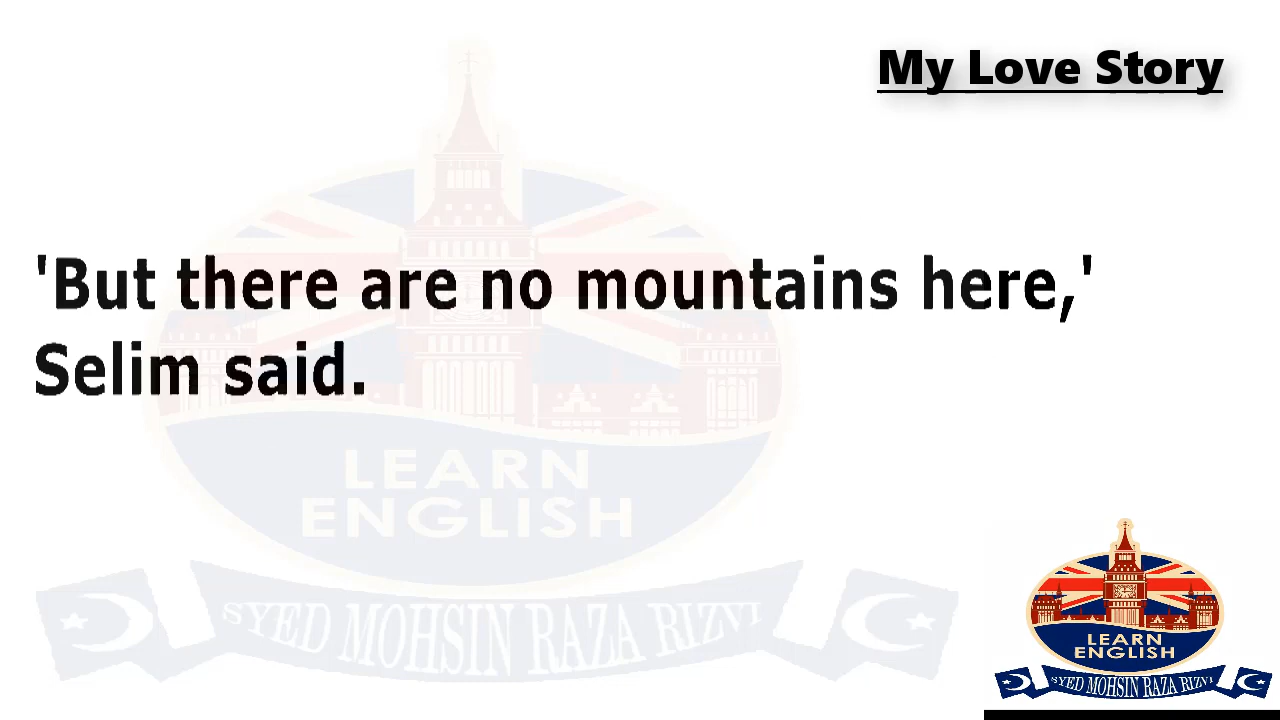 My Love Story
'But there are no mountains here,'
Selim said.
LEARN
ENGLISH
SYED MOHSIN RAZA RIZVI
LEARN
ENGLISH
SYED MOHSIN RAZA RIZVI